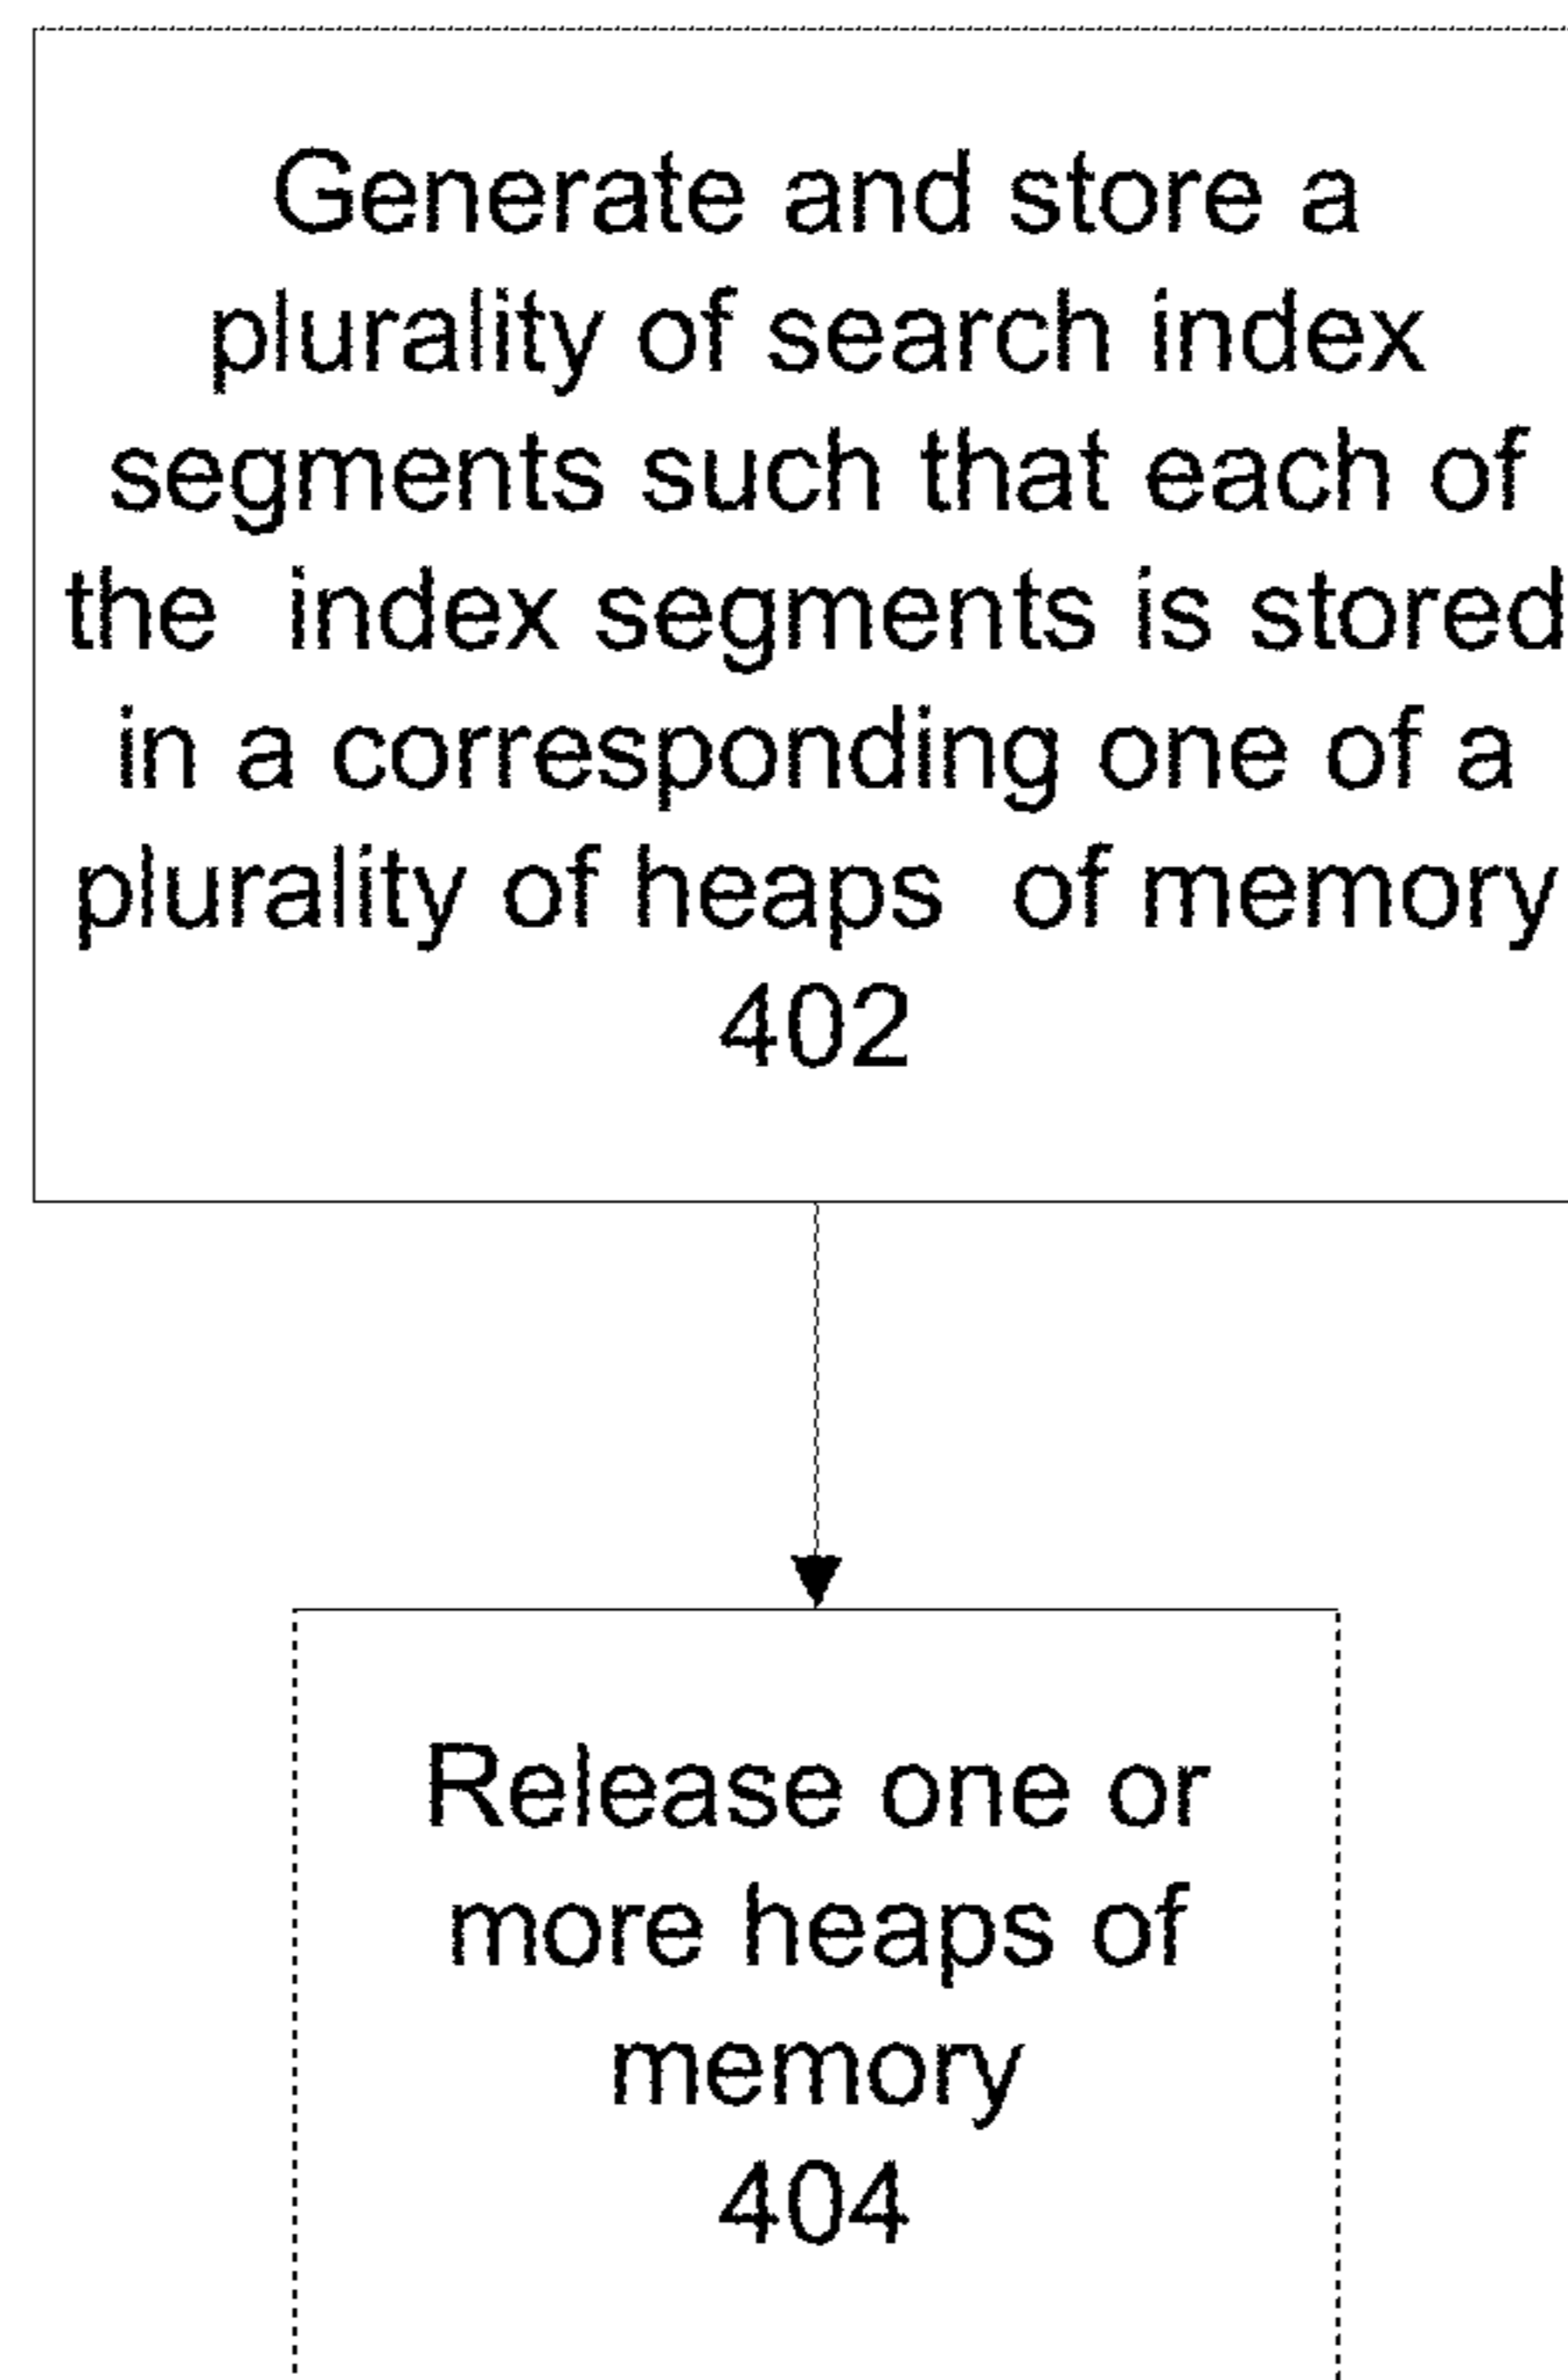 Generate and store a
plurality of search index
segments such that each of
the index segments is stored
in a corresponding one of a
plurality of heaps of memory
402
Release one or
more heaps of
memory
404